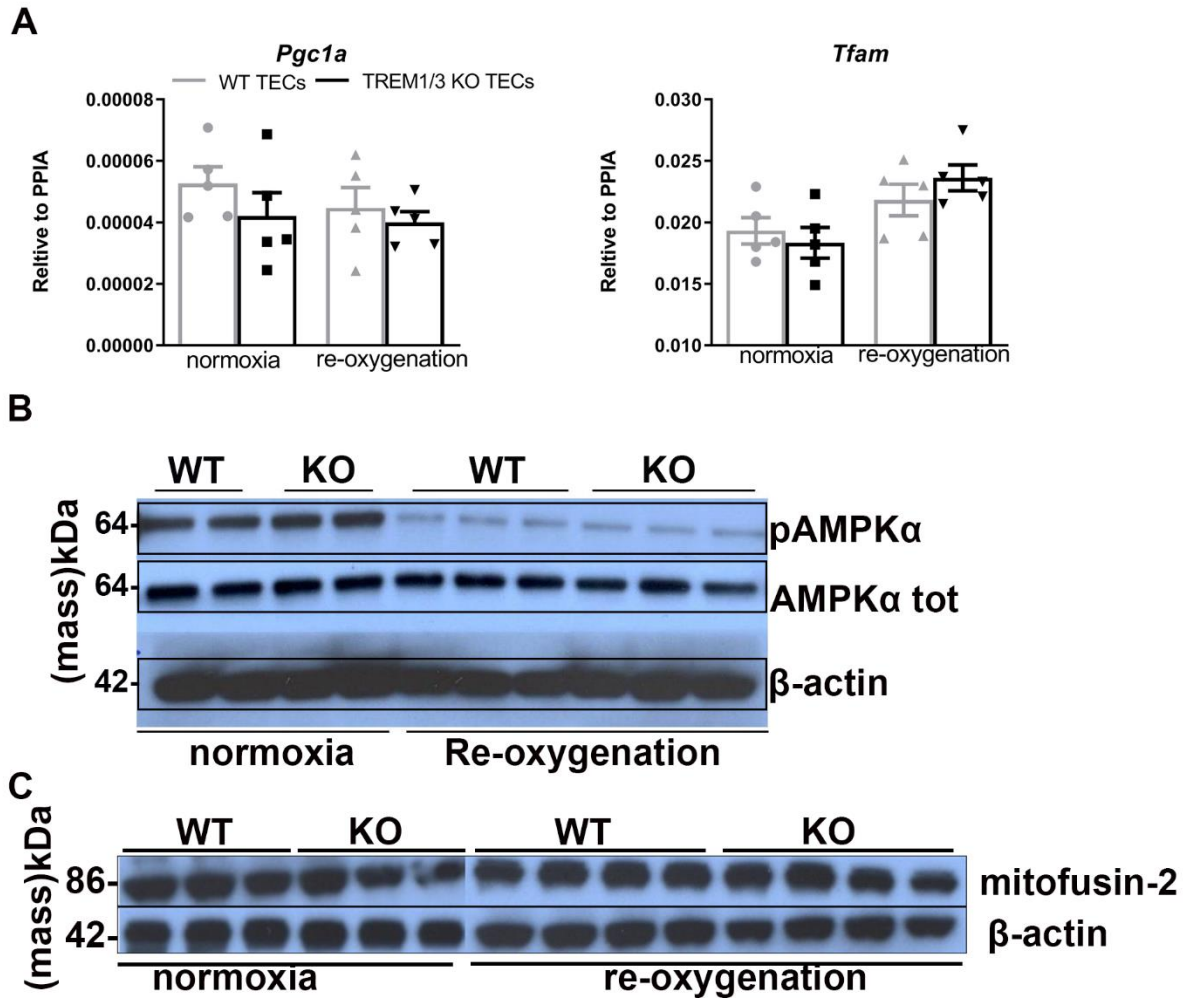 A
Pgc1a
WT TECs TREM1/3 KO TECs
Reltive to PPIA
0.00008
0.00006
0.00004
0.00002
0.00000
normoxia re-oxygenation
Tfam
Reltive to PPIA
0.030
0.025
0.020
0.015
0.010
normoxia re-oxygenation
B
WT KO WT KO
(mass)kDa
64 pAMPKα
64 AMPKα tot
42 β-actin
normoxia Re-oxygenation
C
WT KO WT KO
(mass)kDa
86 mitofusin-2
42 β-actin
normoxia re-oxygenation